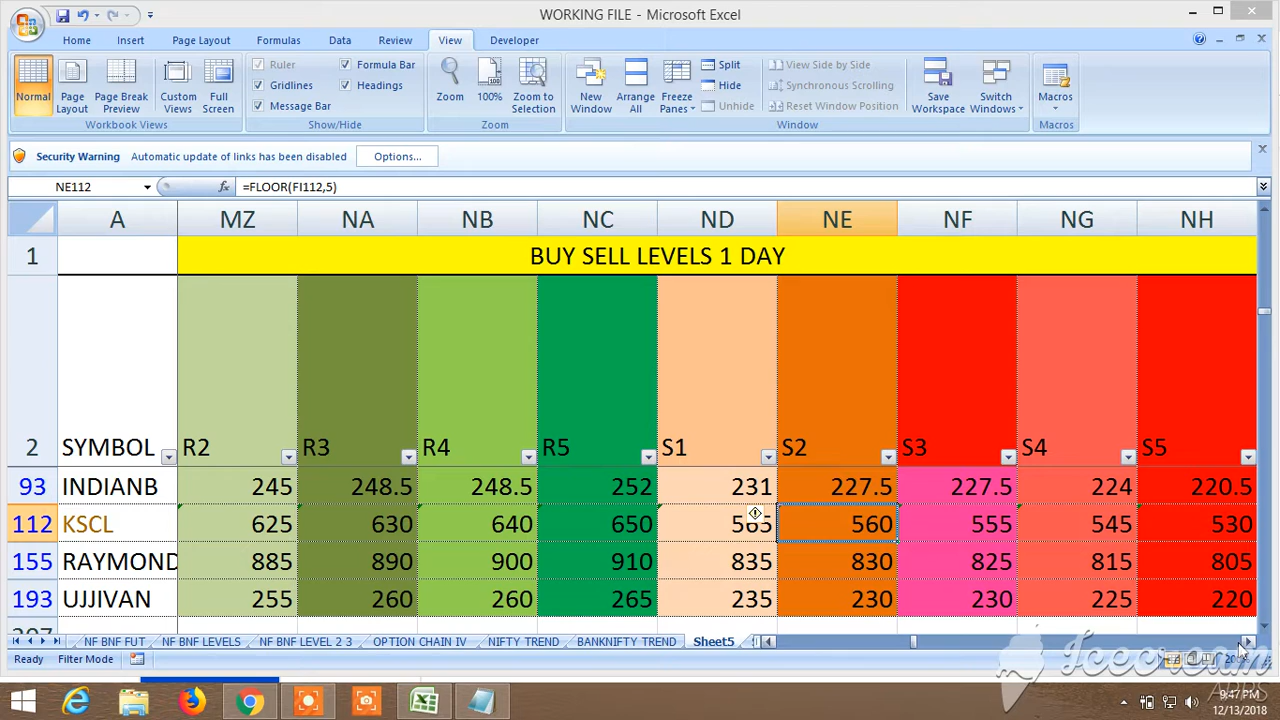 WORKING FILE - Microsoft Excel
Home Insert Page Layout Formulas Data Review View Developer
Normal Page Layout Page Break Preview Custom Views Full Screen
Ruler Formula Bar
Gridlines Headings
Message Bar
Zoom 100% Zoom to Selection
New Window Arrange All Freeze Panes
Split View Side by Side
Hide Synchronous Scrolling
Unhide Reset Window Position
Save Workspace Switch Windows Macros
Workbook Views Show/Hide Zoom Window Macros
Security Warning Automatic update of links has been disabled Options...
NE112 fx =FLOOR(FI112,5)
A MZ NA NB NC ND NE NF NG NH
1 BUY SELL LEVELS 1 DAY
2 SYMBOL R2 R3 R4 R5 S1 S2 S3 S4 S5
93 INDIANB 245 248.5 248.5 252 231 227.5 227.5 224 220.5
112 KSCL 625 630 640 650 565 560 555 545 530
155 RAYMOND 885 890 900 910 835 830 825 815 805
193 UJJIVAN 255 260 260 265 235 230 230 225 220
NF BNF FUT NF BNF LEVELS NF BNF LEVEL 2 3 OPTION CHAIN IV NIFTY TREND BANKNIFTY TREND Sheet5
Ready Filter Mode
Icecream
APPS
9:47 PM
12/13/2018